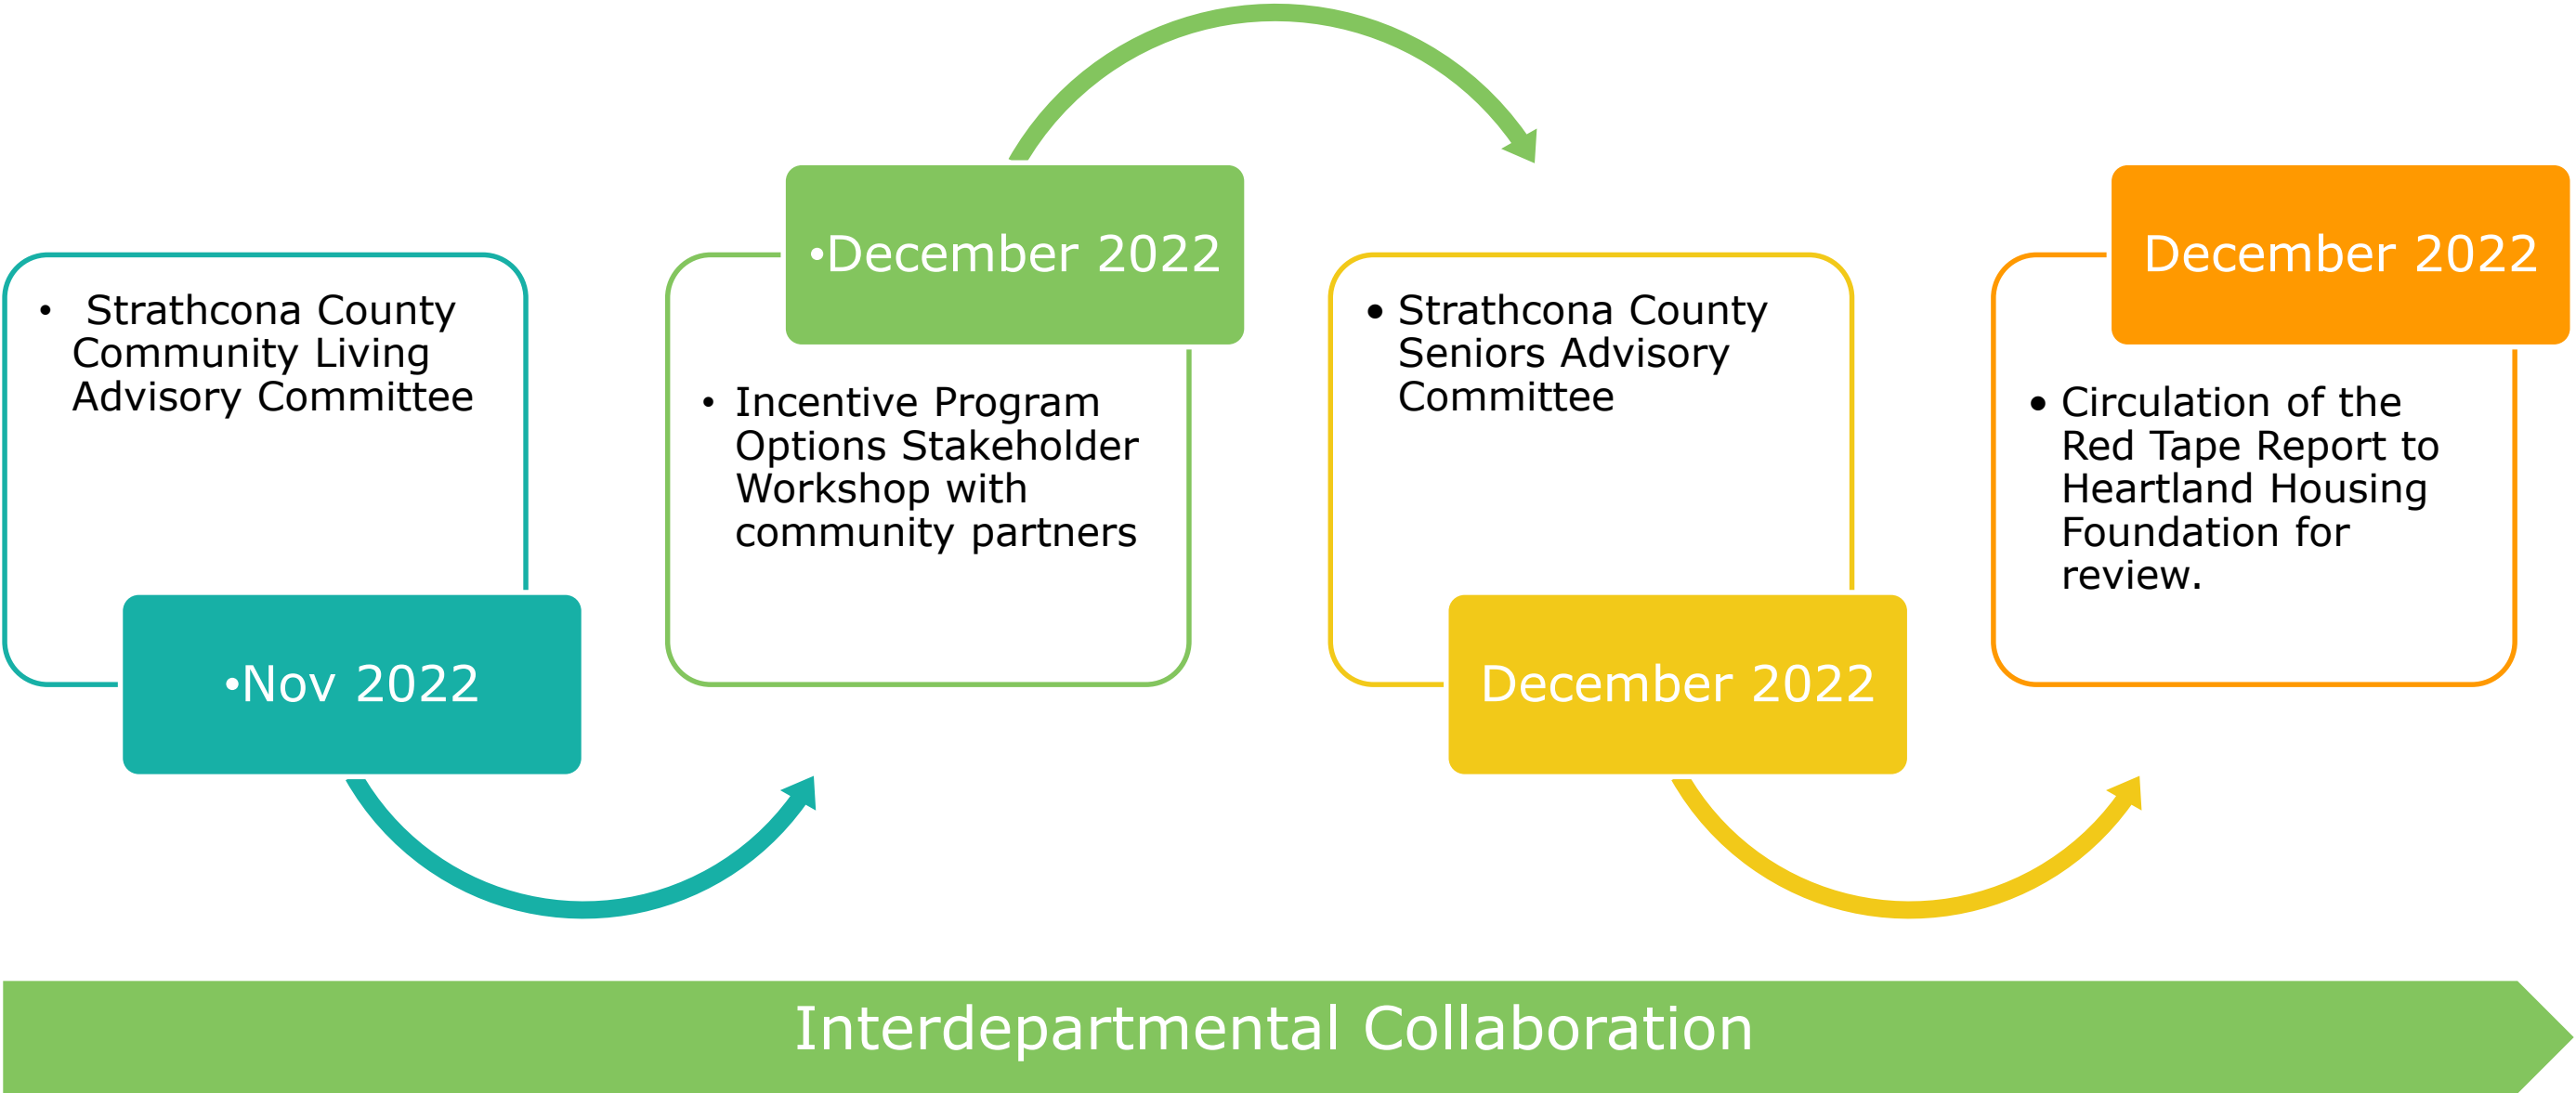 • Strathcona County
Community Living
Advisory Committee
•Nov 2022
•December 2022
• Incentive Program
Options Stakeholder
Workshop with
community partners
• Strathcona County
Seniors Advisory
Committee
December 2022
December 2022
• Circulation of the
Red Tape Report to
Heartland Housing
Foundation for
review.
Interdepartmental Collaboration